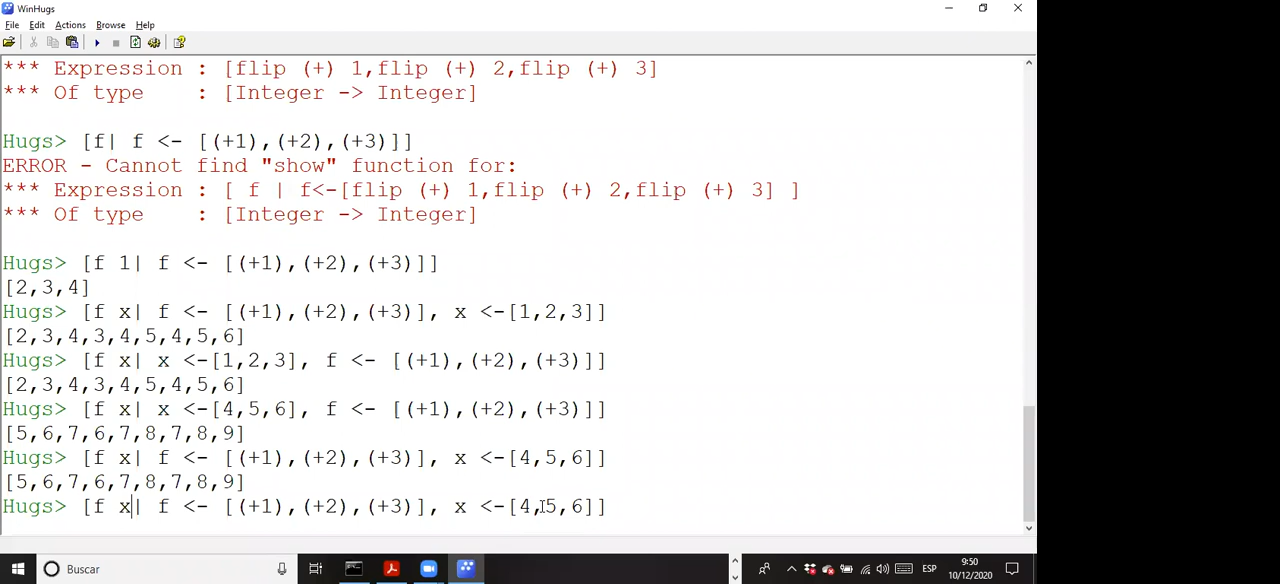 WinHugs
File Edit Actions Browse Help
*** Expression : [flip (+) 1,flip (+) 2,flip (+) 3]
*** Of type : [Integer -> Integer]
Hugs> [f| f <- [(+1),(+2),(+3)]]
ERROR - Cannot find "show" function for:
*** Expression : [ f | f<-[flip (+) 1,flip (+) 2,flip (+) 3] ]
*** Of type : [Integer -> Integer]
Hugs> [f 1| f <- [(+1),(+2),(+3)]]
[2,3,4]
Hugs> [f x| f <- [(+1),(+2),(+3)], x <-[1,2,3]]
[2,3,4,3,4,5,4,5,6]
Hugs> [f x| x <-[1,2,3], f <- [(+1),(+2),(+3)]]
[2,3,4,3,4,5,4,5,6]
Hugs> [f x| x <-[4,5,6], f <- [(+1),(+2),(+3)]]
[5,6,7,6,7,8,7,8,9]
Hugs> [f x| f <- [(+1),(+2),(+3)], x <-[4,5,6]]
[5,6,7,6,7,8,7,8,9]
Hugs> [f x| f <- [(+1),(+2),(+3)], x <-[4,5,6]]
Buscar
ESP
9:50
10/12/2020